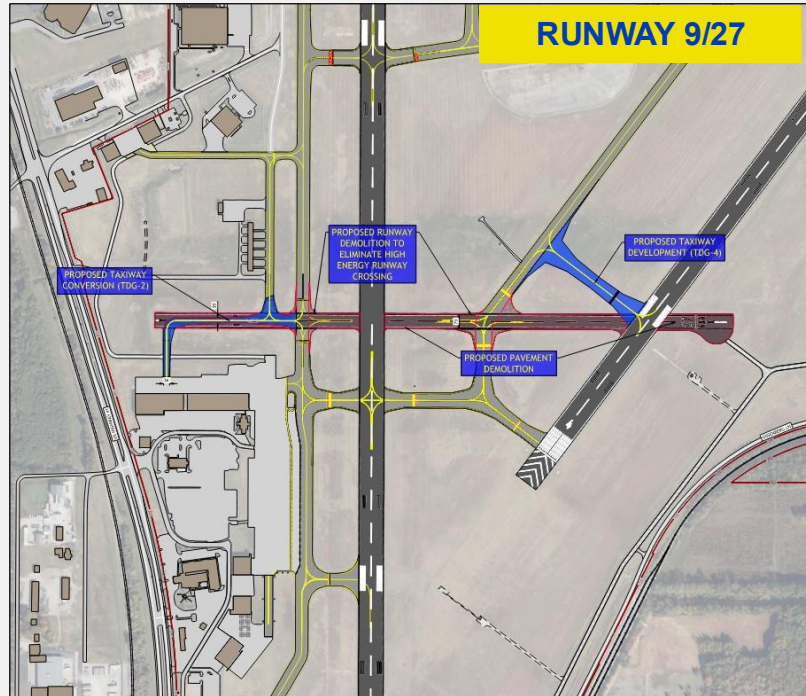 RUNWAY 9/27
PROPOSED RUNWAY
DEMOLITION TO
ELIMINATE HIGH
ENERGY RUNWAY
CROSSING
PROPOSED TAXIWAY
DEVELOPMENT (TDG-4)
PROPOSED TAXIWAY
CONVERSION (TDG-2)
PROPOSED PAVEMENT
DEMOLITION